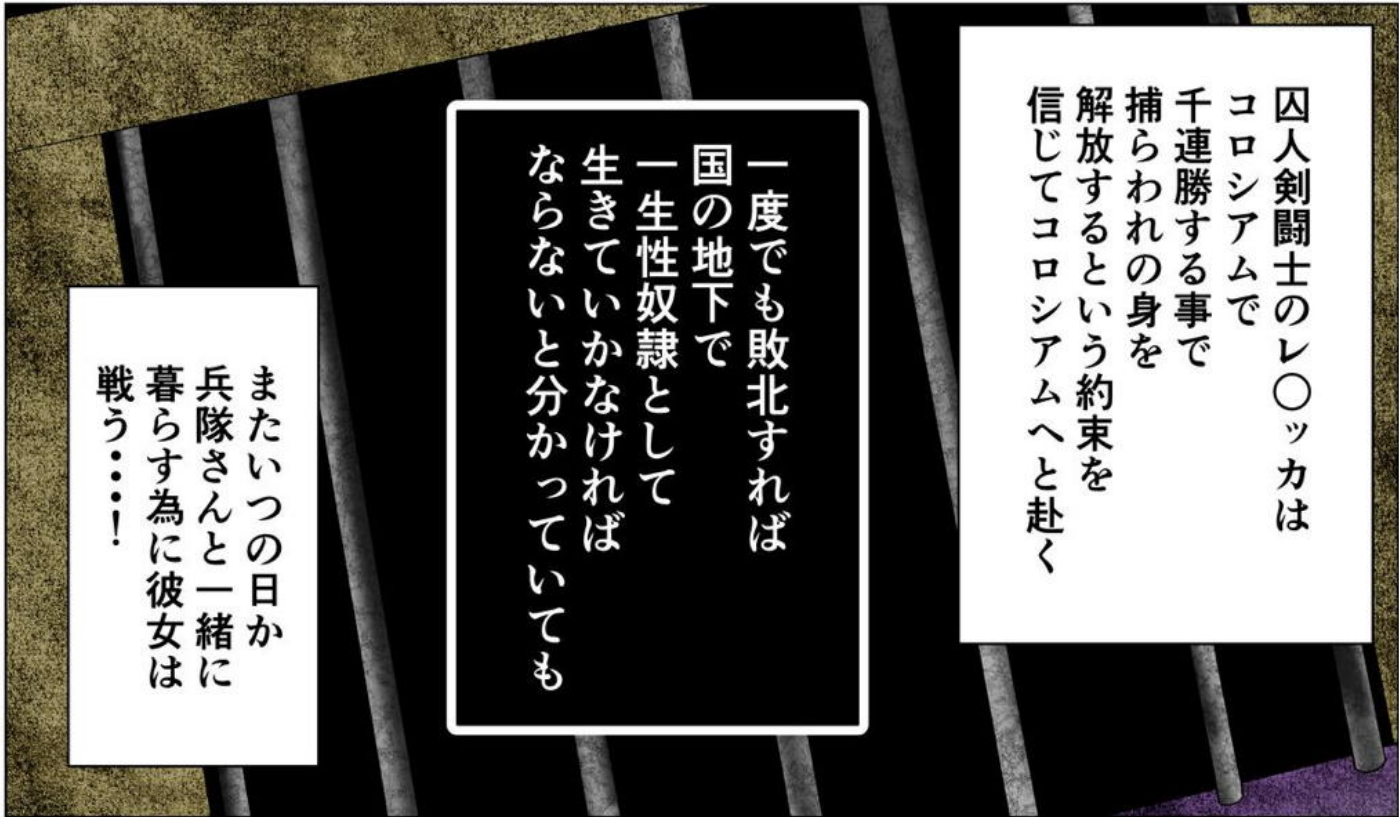 囚人剣闘士のレ〇ッカは
コロシアムで
千連勝する事で
捕らわれの身を
解放するという約束を
信じてコロシアムへと赴く
一度でも敗北すれば
国の地下で
一生性奴隷として
生きていかなければ
ならないと分かっていても
またいつの日か
兵隊さんと一緒に
暮らす為に彼女は
戦う・・・!